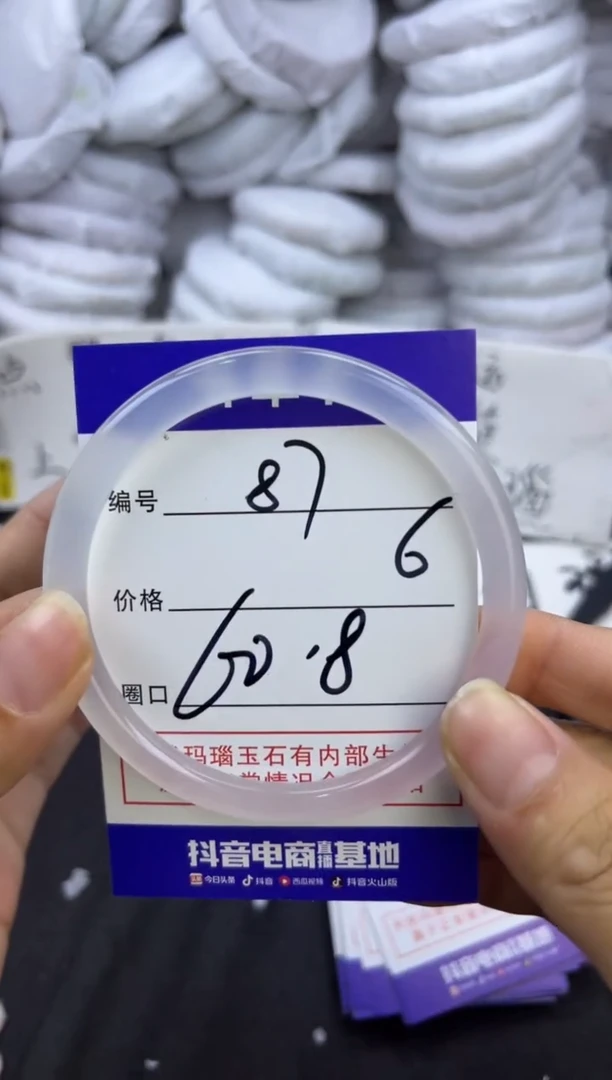 编号 87
6
价格
圈口 60.8
玛瑙玉石有内部生
抖音电商直播基地
今日头条 抖音 西瓜视频 抖音火山版